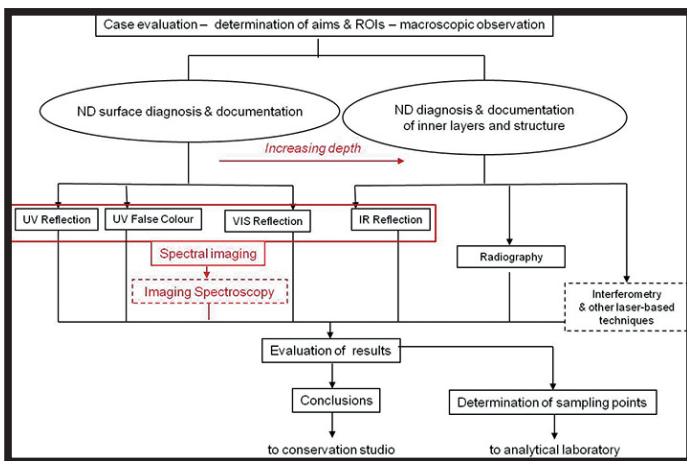 Case evaluation – determination of aims & ROIs – macroscopic observation
ND surface diagnosis & documentation
ND diagnosis & documentation
of inner layers and structure
Increasing depth
UV Reflection
UV False Colour
VIS Reflection
IR Reflection
Spectral imaging
Radiography
Imaging Spectroscopy
Interferometry
& other laser-based
techniques
Evaluation of results
Conclusions
Determination of sampling points
to conservation studio
to analytical laboratory